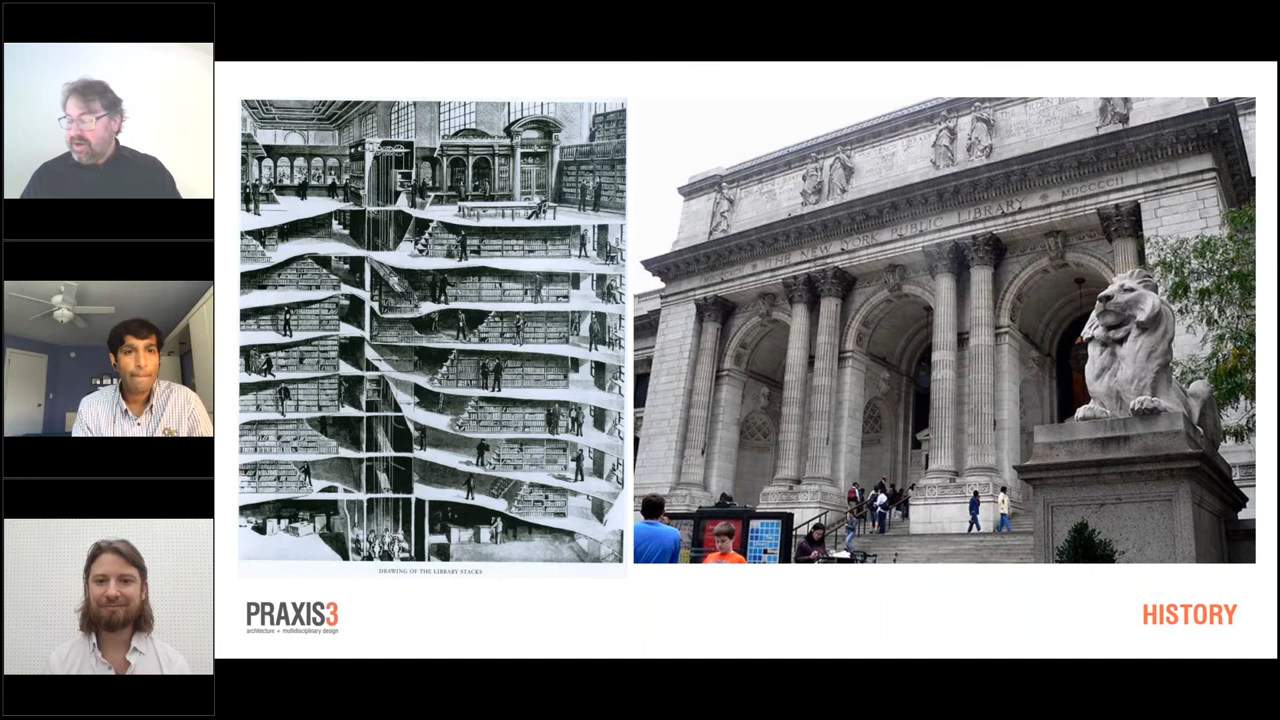 DRAWING OF THE LIBRARY STACKS
THE NEW YORK PUBLIC LIBRARY
MDCCCCII
PRAXIS3
architecture + multidisciplinary design
HISTORY